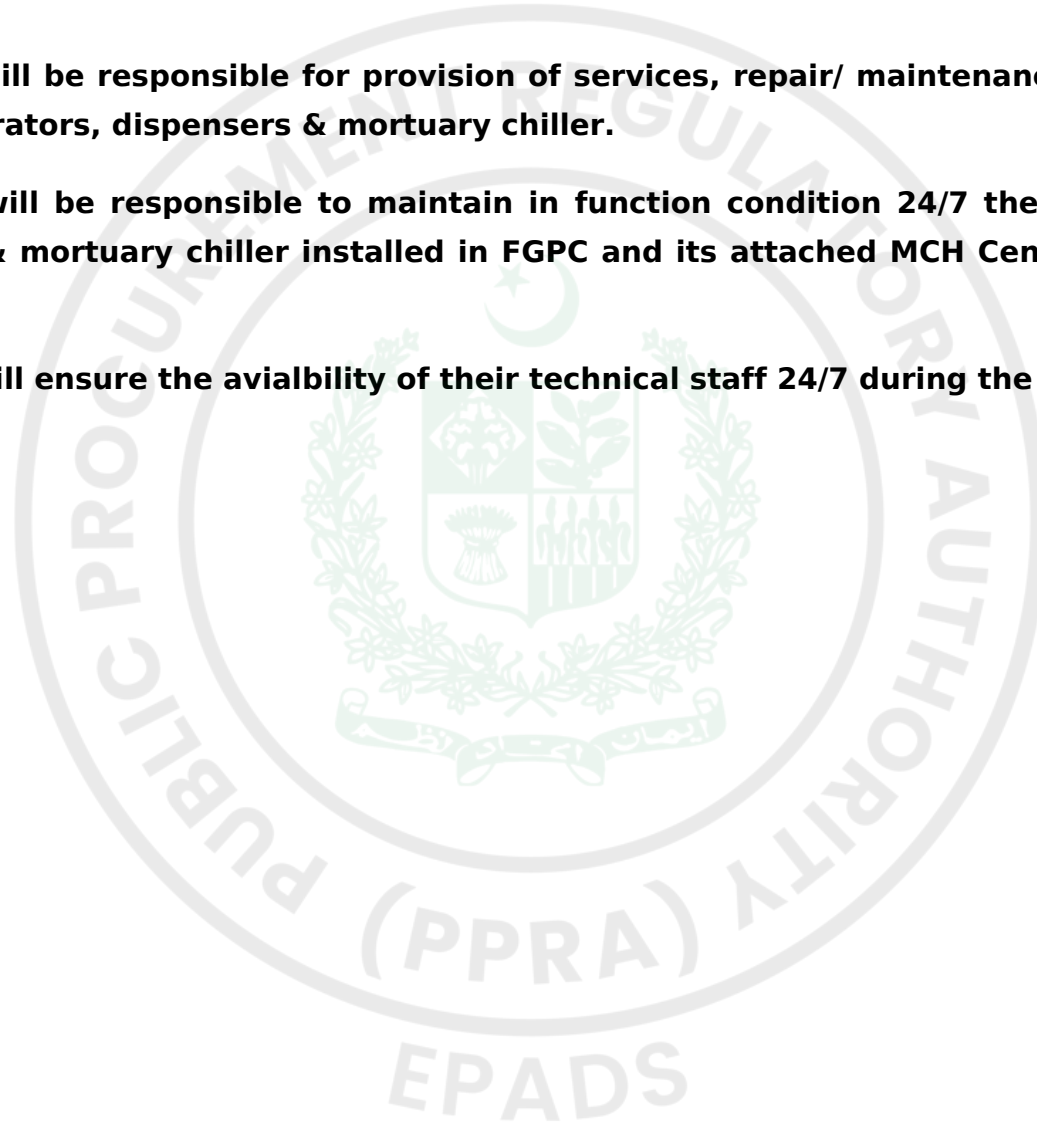 ill be responsible for provision of services, repair/ maintenanc
rators, dispensers & mortuary chiller.
will be responsible to maintain in function condition 24/7 the
& mortuary chiller installed in FGPC and its attached MCH Cen
ill ensure the avialbility of their technical staff 24/7 during the
PUBLIC PROCUREMENT REGULATORY AUTHORITY
(PPRA)
EPADS